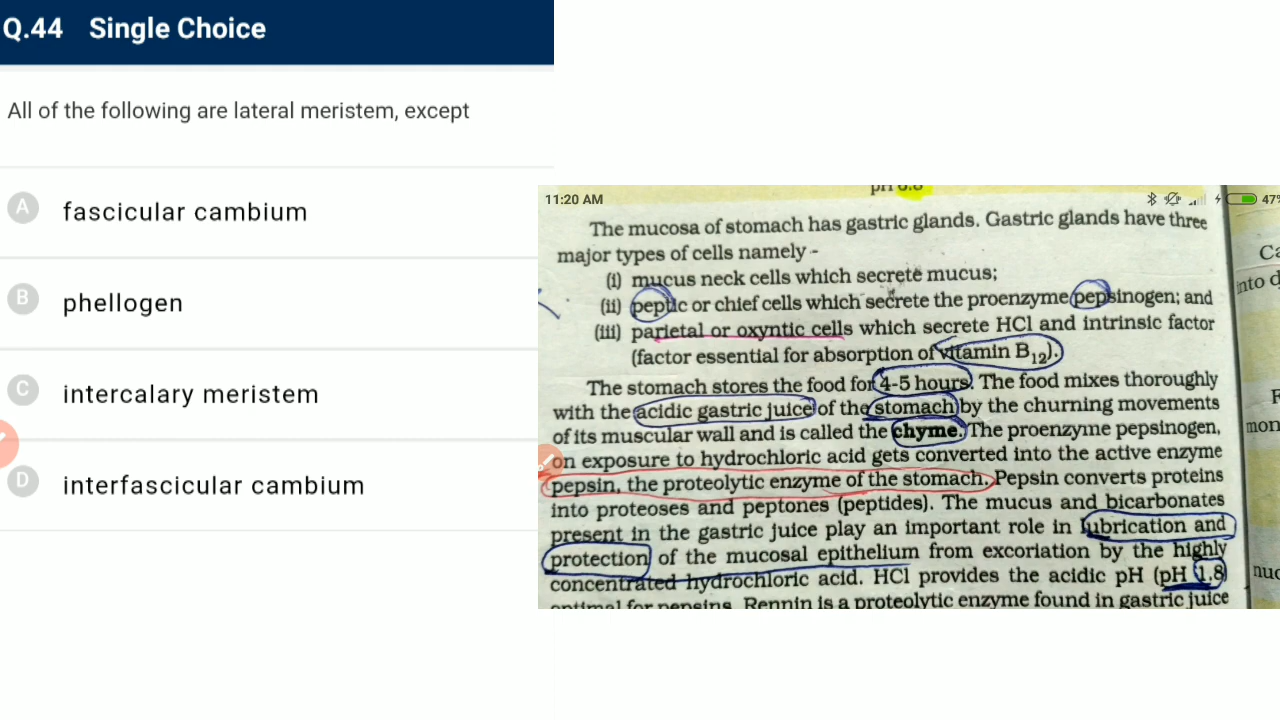 Q.44 Single Choice
All of the following are lateral meristem, except
A fascicular cambium
B phellogen
C intercalary meristem
D interfascicular cambium
11:20 AM
47%
The mucosa of stomach has gastric glands. Gastric glands have three
major types of cells namely -
(i) mucus neck cells which secrete mucus;
(ii) peptic or chief cells which secrete the proenzyme pepsinogen; and
(iii) parietal or oxyntic cells which secrete HCl and intrinsic factor
(factor essential for absorption of vitamin B12).
The stomach stores the food for 4-5 hours. The food mixes thoroughly
with the acidic gastric juice of the stomach by the churning movements
of its muscular wall and is called the chyme. The proenzyme pepsinogen,
on exposure to hydrochloric acid gets converted into the active enzyme
pepsin, the proteolytic enzyme of the stomach. Pepsin converts proteins
into proteoses and peptones (peptides). The mucus and bicarbonates
present in the gastric juice play an important role in lubrication and
protection of the mucosal epithelium from excoriation by the highly
concentrated hydrochloric acid. HCl provides the acidic pH (pH 1.8)
optimal for pepsins. Rennin is a proteolytic enzyme found in gastric juice